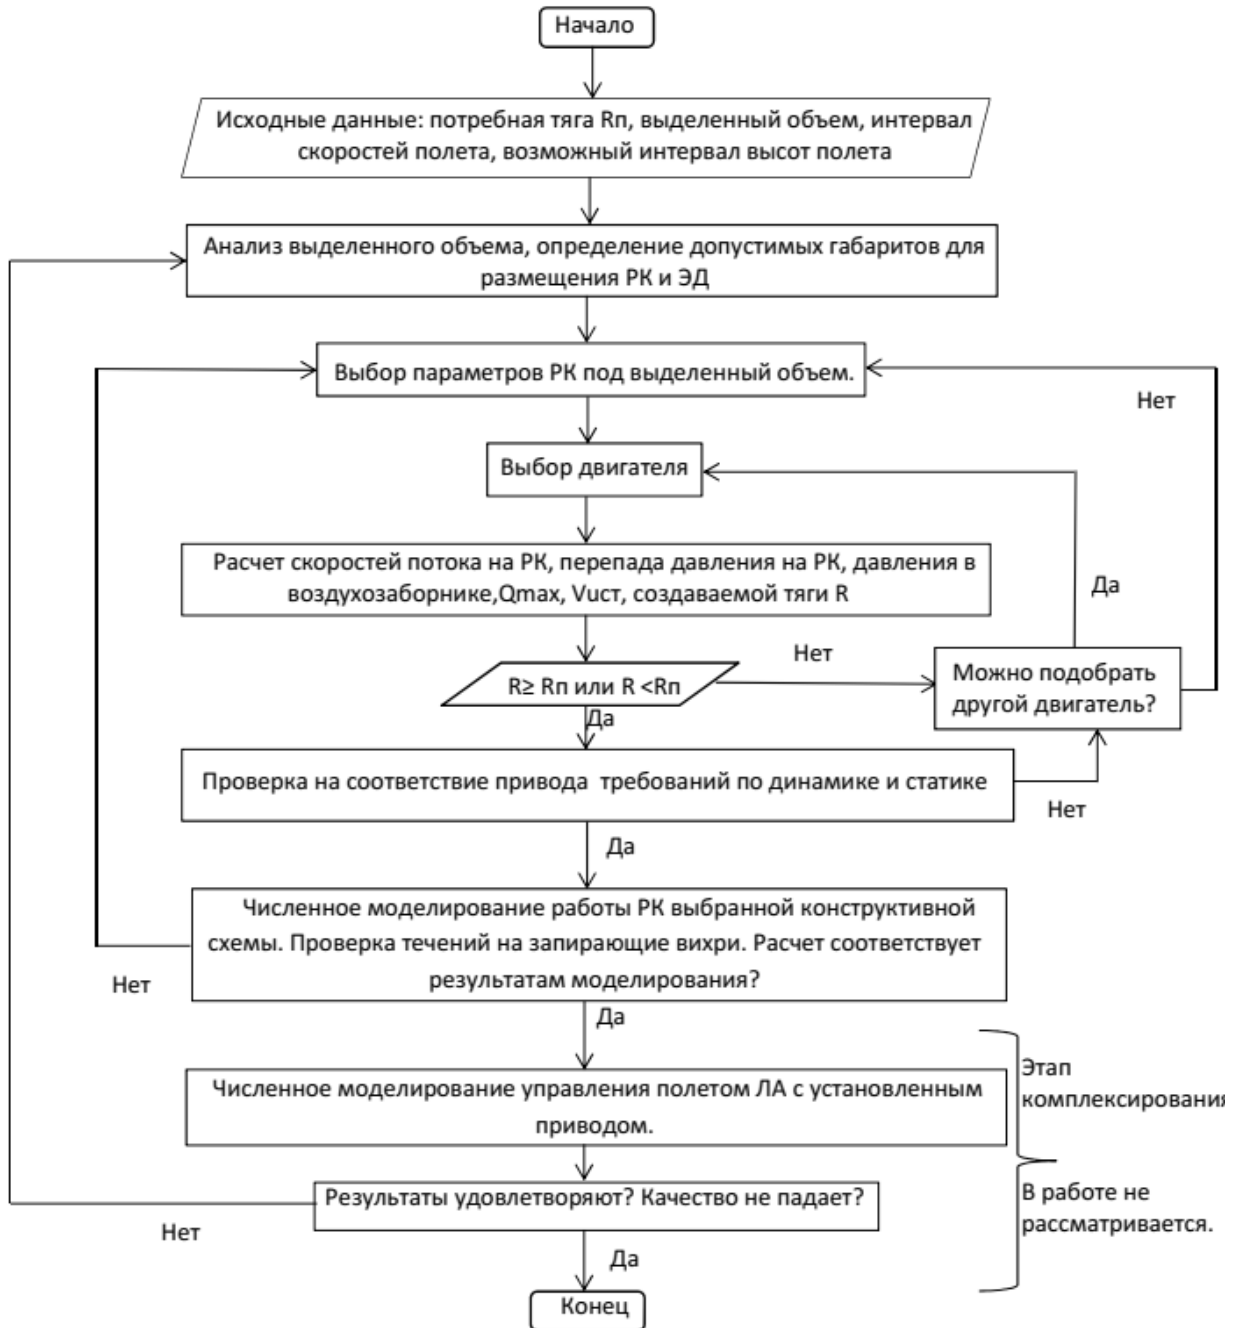 Начало
Исходные данные: потребная тяга Rп, выделенный объем, интервал
скоростей полета, возможный интервал высот полета
Анализ выделенного объема, определение допустимых габаритов для
размещения РК и ЭД
Выбор параметров РК под выделенный объем.
Нет
Выбор двигателя
Расчет скоростей потока на РК, перепада давления на РК, давления в
воздухозаборнике,Qmax, Vист, создаваемой тяги R
Да
R≥ Rп или R <Rп
Нет
Можно подобрать
другой двигатель?
Да
Проверка на соответствие привода  требований по динамике и статике
Нет
Да
Численное моделирование работы РК выбранной конструктивной
схемы. Проверка течений на запирающие вихри. Расчет соответствует
результатам моделирования?
Нет
Да
Этап
комплексирования
Численное моделирование управления полетом ЛА с установленным
приводом.
Результаты удовлетворяют? Качество не падает?
В работе не
рассматривается.
Нет
Да
Конец